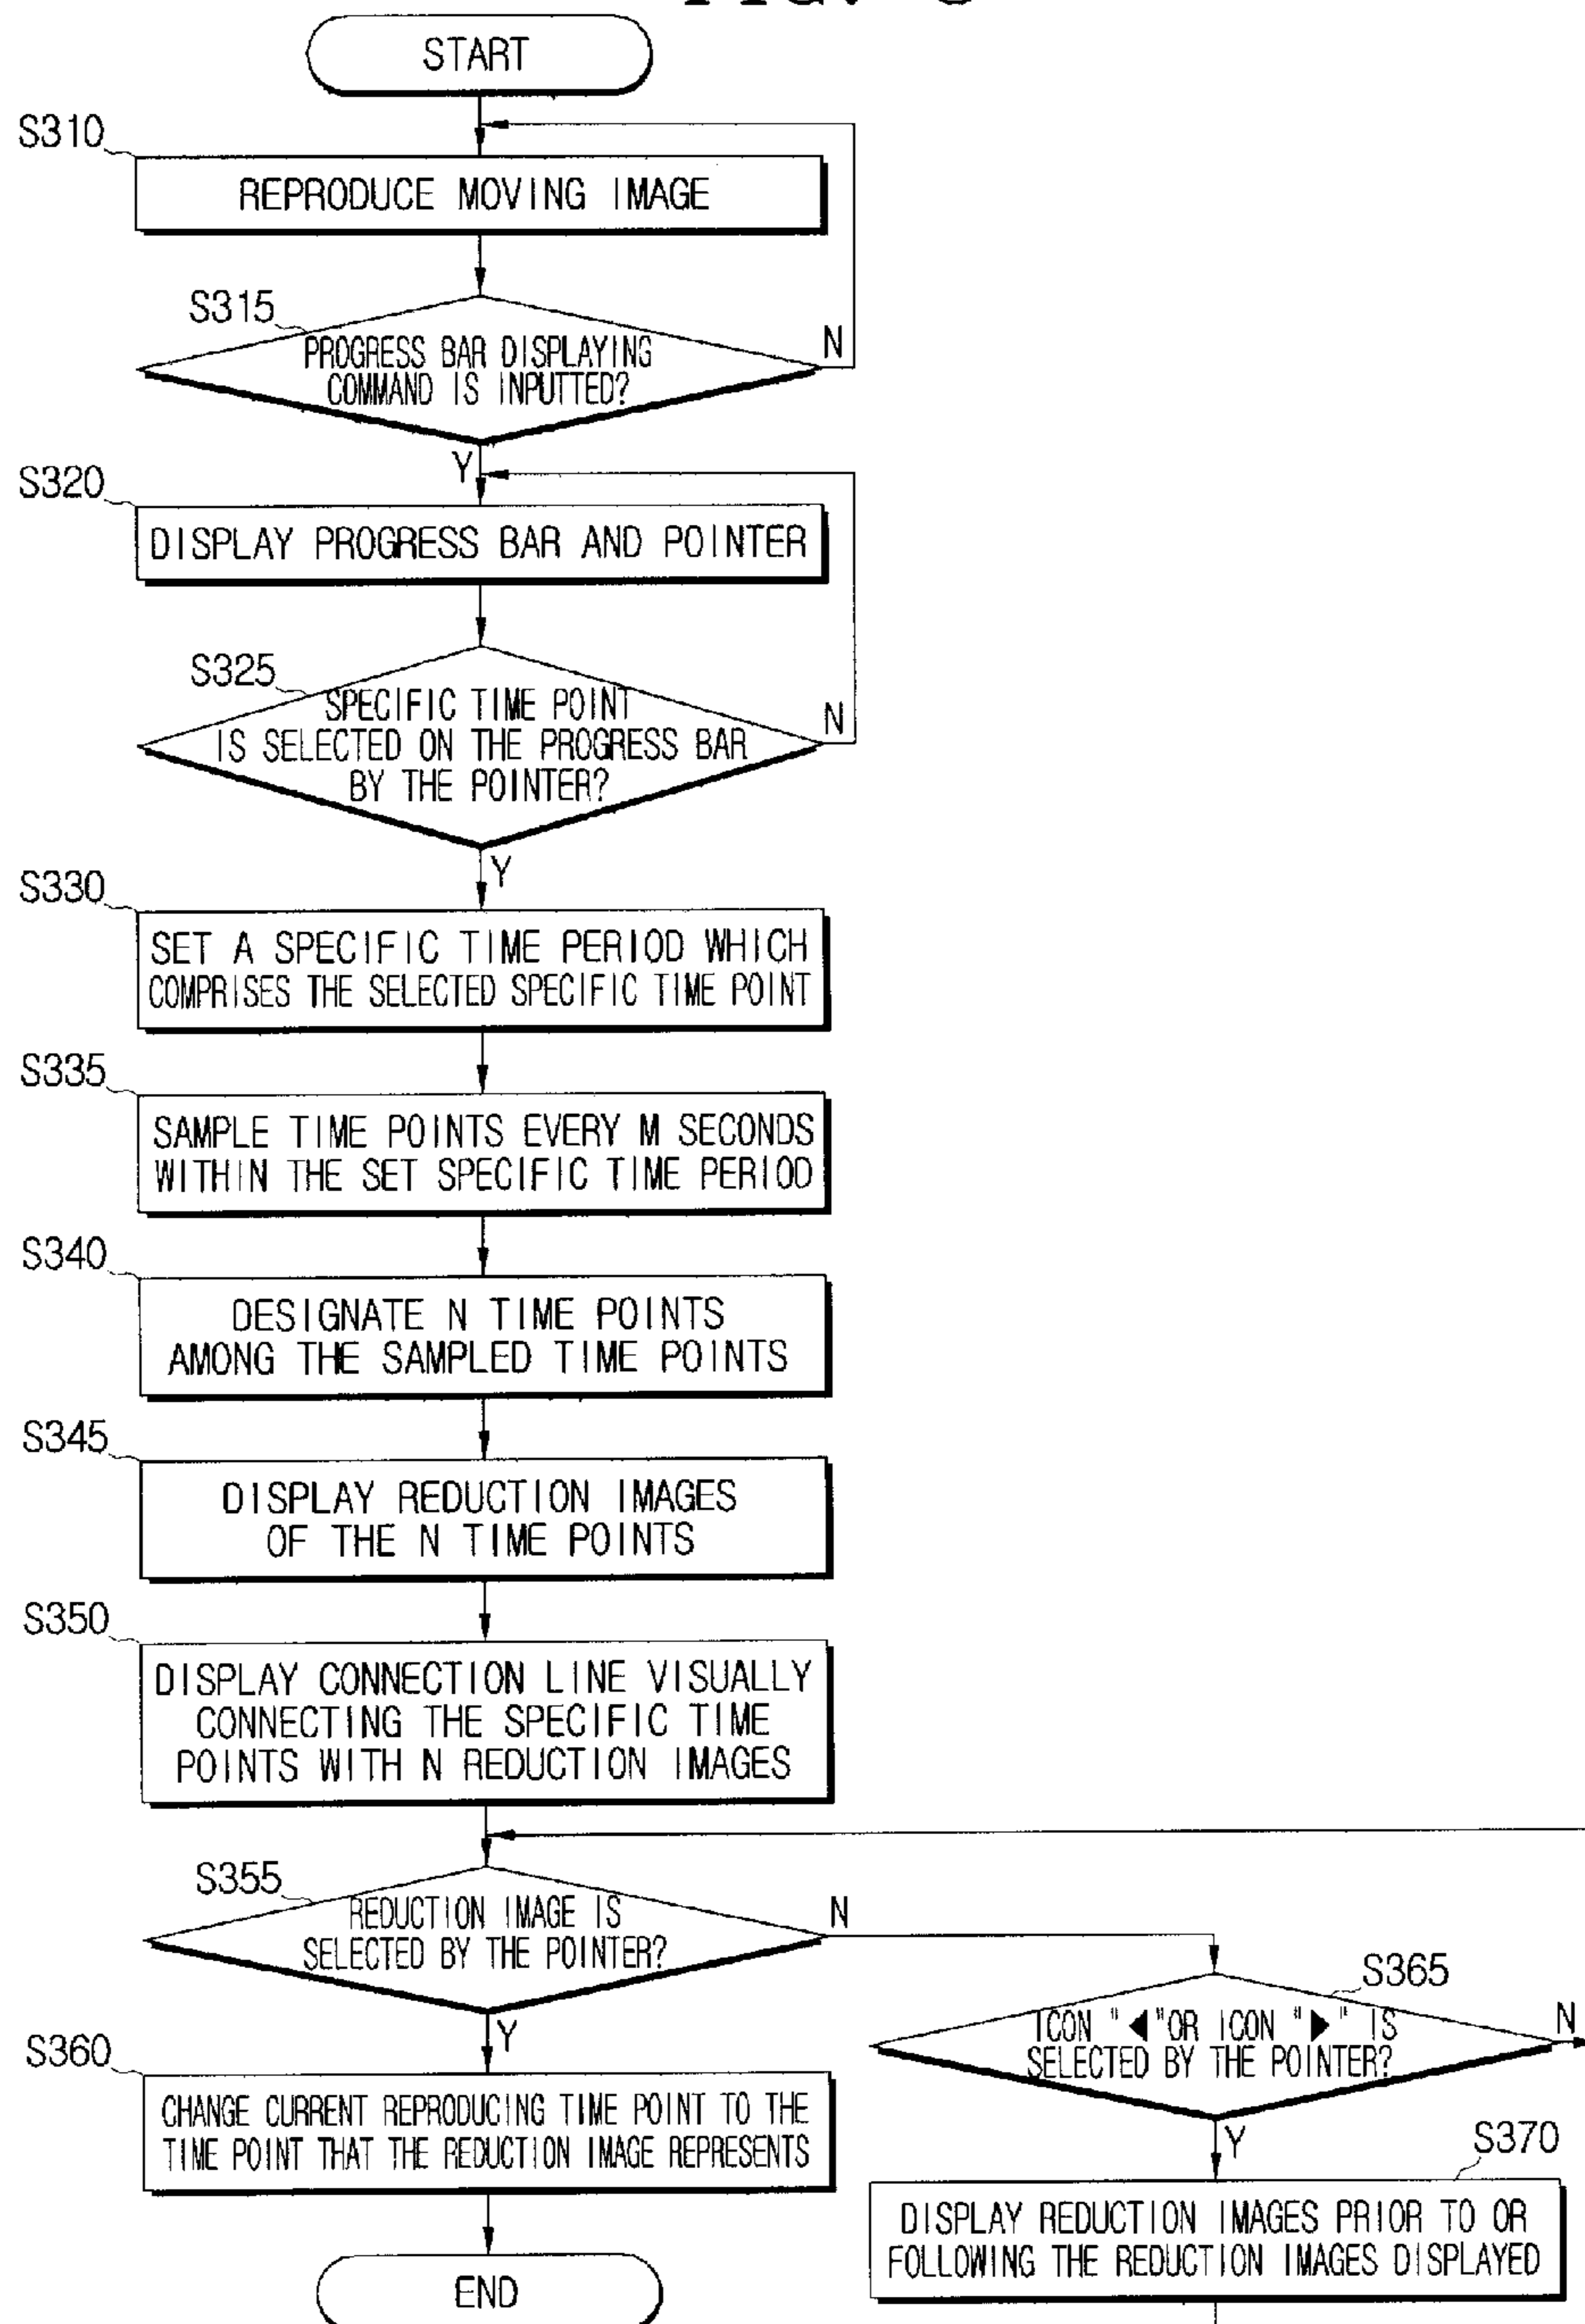 START
S310
REPRODUCE MOVING IMAGE
S315
PROGRESS BAR DISPLAYING
COMMAND IS INPUTTED?
N
Y
S320
DISPLAY PROGRESS BAR AND POINTER
S325
SPECIFIC TIME POINT
IS SELECTED ON THE PROGRESS BAR
BY THE POINTER?
N
Y
S330
SET A SPECIFIC TIME PERIOD WHICH
COMPRISES THE SELECTED SPECIFIC TIME POINT
S335
SAMPLE TIME POINTS EVERY M SECONDS
WITHIN THE SET SPECIFIC TIME PERIOD
S340
DESIGNATE N TIME POINTS
AMONG THE SAMPLED TIME POINTS
S345
DISPLAY REDUCTION IMAGES
OF THE N TIME POINTS
S350
DISPLAY CONNECTION LINE VISUALLY
CONNECTING THE SPECIFIC TIME
POINTS WITH N REDUCTION IMAGES
S355
REDUCTION IMAGE IS
SELECTED BY THE POINTER?
N
Y
S365
ICON "◀"OR ICON "▶" IS
SELECTED BY THE POINTER?
N
Y
S360
CHANGE CURRENT REPRODUCING TIME POINT TO THE
TIME POINT THAT THE REDUCTION IMAGE REPRESENTS
S370
DISPLAY REDUCTION IMAGES PRIOR TO OR
FOLLOWING THE REDUCTION IMAGES DISPLAYED
END